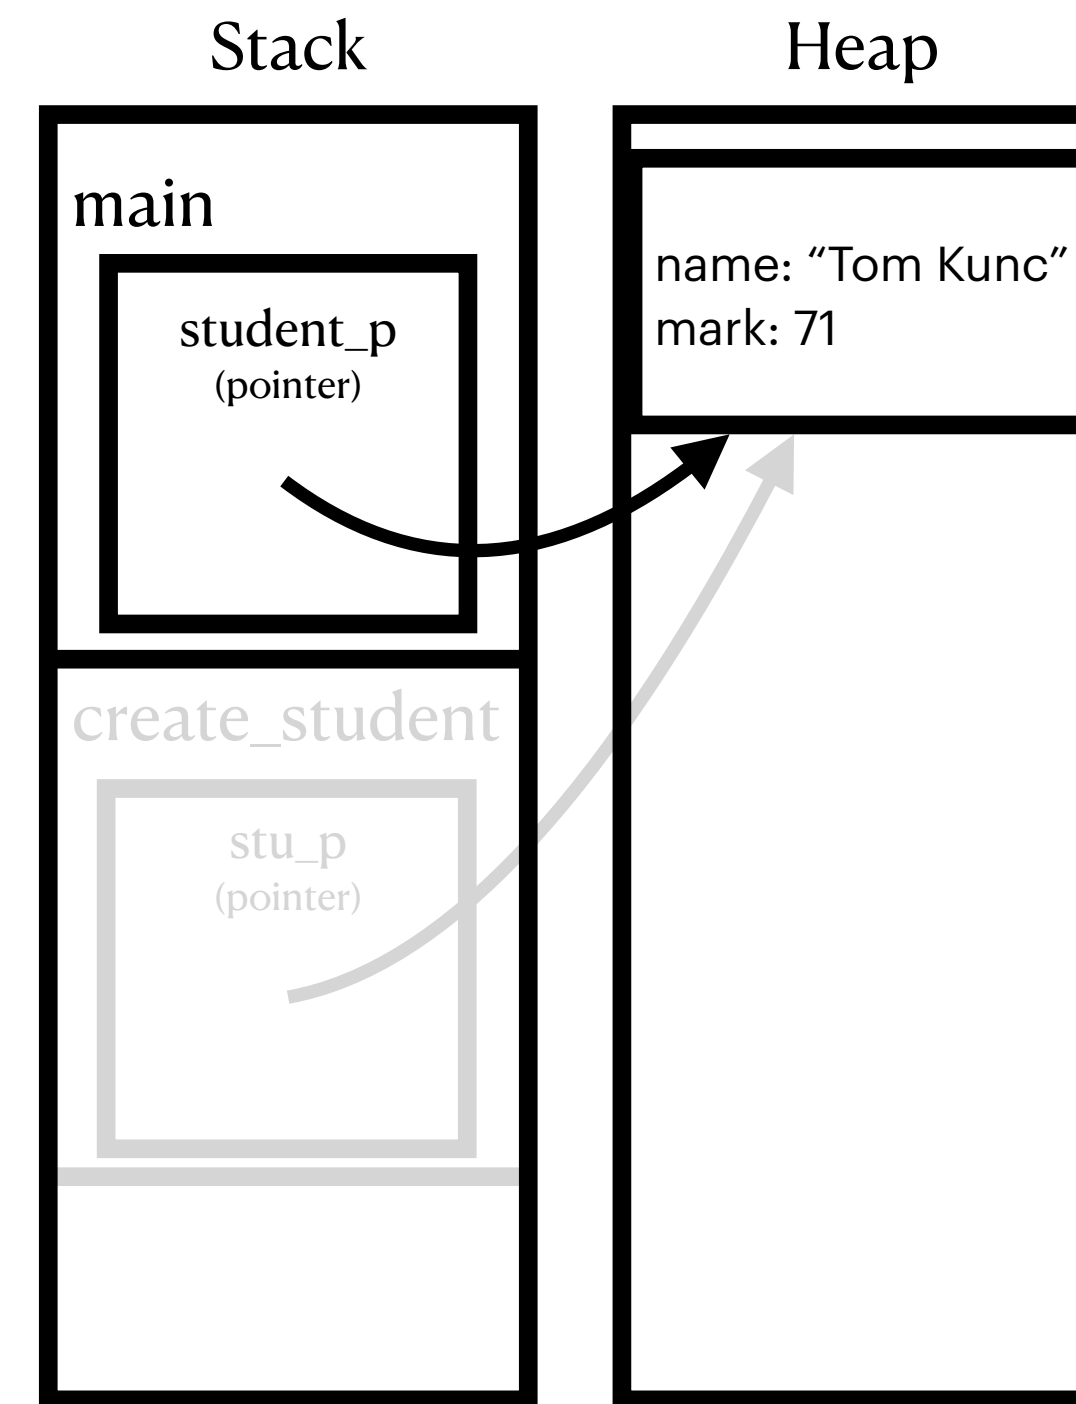 Stack
Heap
main
student_p
(pointer)
name: “Tom Kunc”
mark: 71
create_student
stu_p
(pointer)